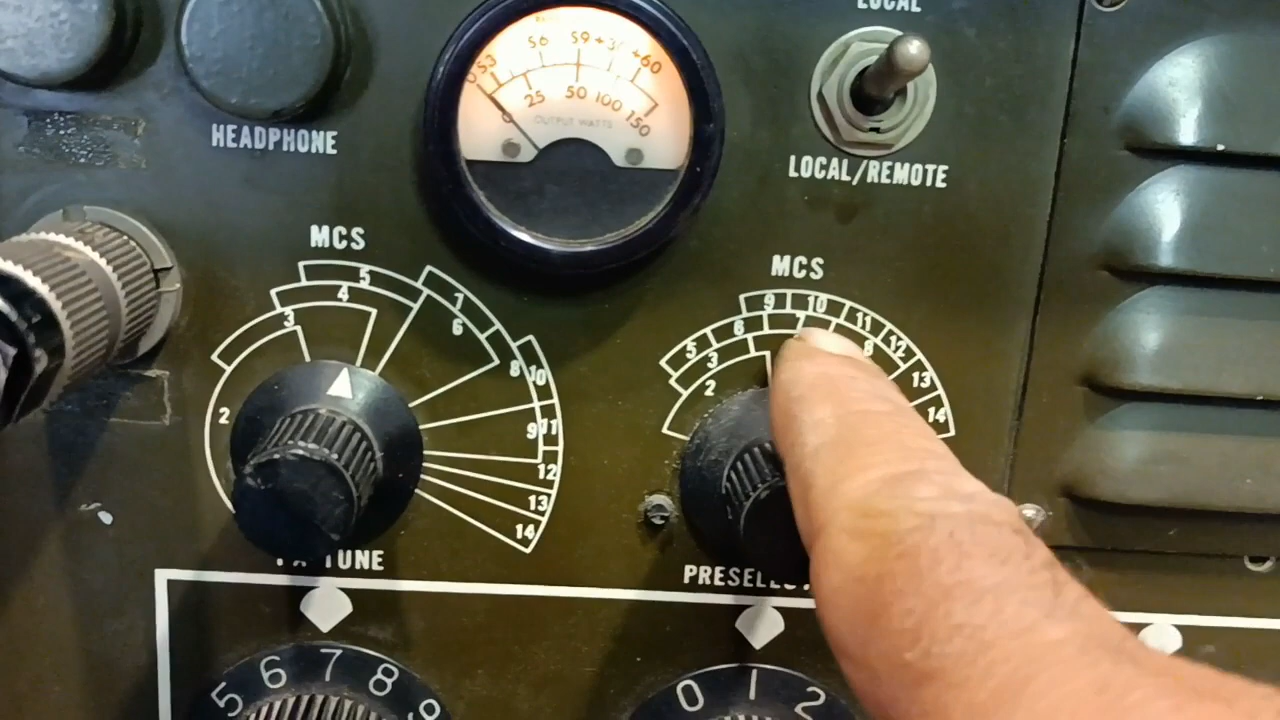 LOCAL
HEADPHONE
0 S3 S6 S9 +60
0 25 50 100 150
OUTPUT WATTS
LOCAL/REMOTE
MCS
5
4
3
2
7
6
8 10
9 11
12
13
14
TUNE
MCS
9 10 11 12 13 14
5 6 7 8
3
2
5 6 7 8 9
0 1 2